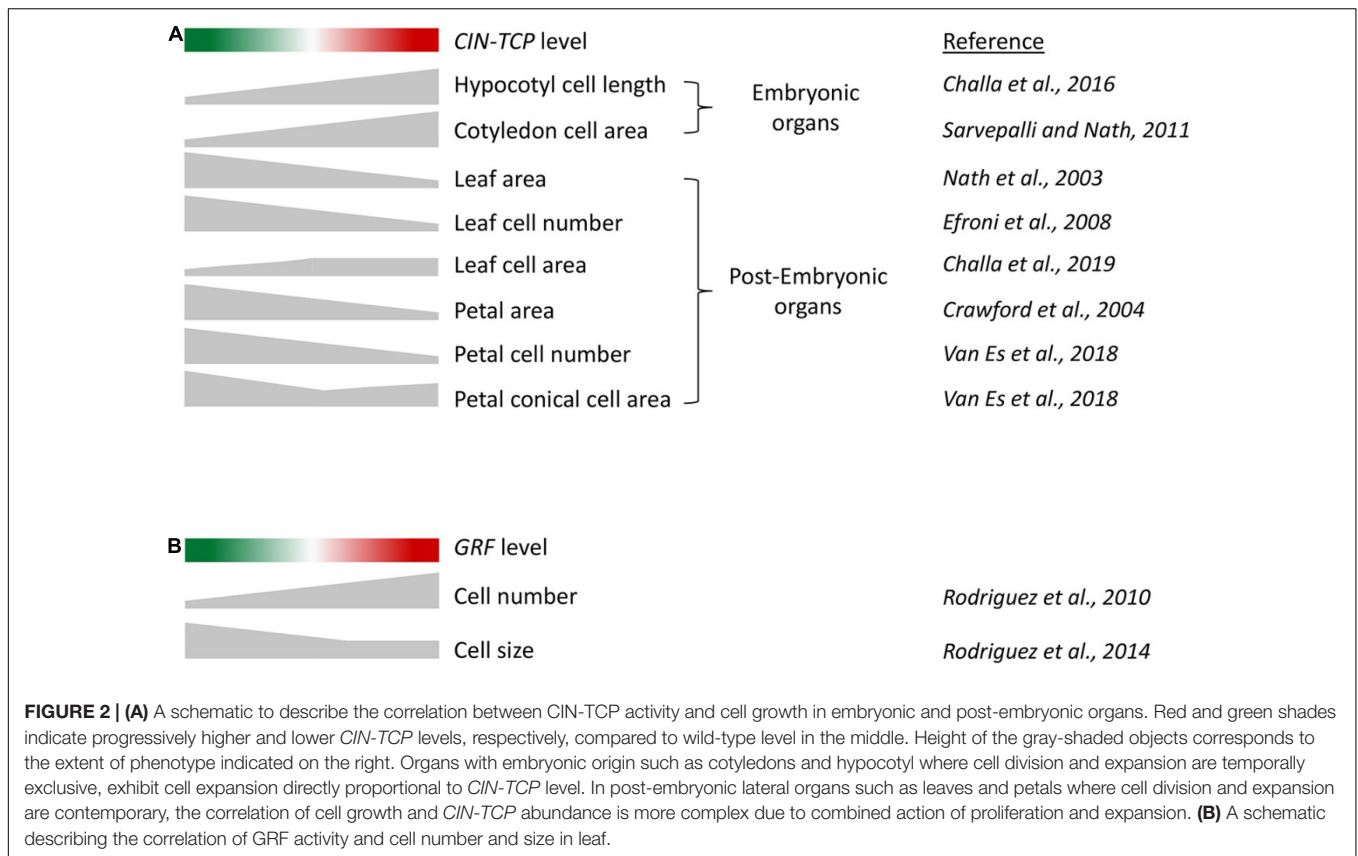 A
CIN-TCP level
Reference
Hypocotyl cell length
Challa et al., 2016
Cotyledon cell area
Sarvepalli and Nath, 2011
Embryonic
organs
Leaf area
Nath et al., 2003
Leaf cell number
Efroni et al., 2008
Leaf cell area
Challa et al., 2019
Petal area
Crawford et al., 2004
Petal cell number
Van Es et al., 2018
Petal conical cell area
Van Es et al., 2018
Post-Embryonic
organs
B
GRF level
Cell number
Rodriguez et al., 2010
Cell size
Rodriguez et al., 2014
FIGURE 2 | (A) A schematic to describe the correlation between CIN-TCP activity and cell growth in embryonic and post-embryonic organs. Red and green shades
indicate progressively higher and lower CIN-TCP levels, respectively, compared to wild-type level in the middle. Height of the gray-shaded objects corresponds to
the extent of phenotype indicated on the right. Organs with embryonic origin such as cotyledons and hypocotyl where cell division and expansion are temporally
exclusive, exhibit cell expansion directly proportional to CIN-TCP level. In post-embryonic lateral organs such as leaves and petals where cell division and expansion
are contemporary, the correlation of cell growth and CIN-TCP abundance is more complex due to combined action of proliferation and expansion. (B) A schematic
describing the correlation of GRF activity and cell number and size in leaf.